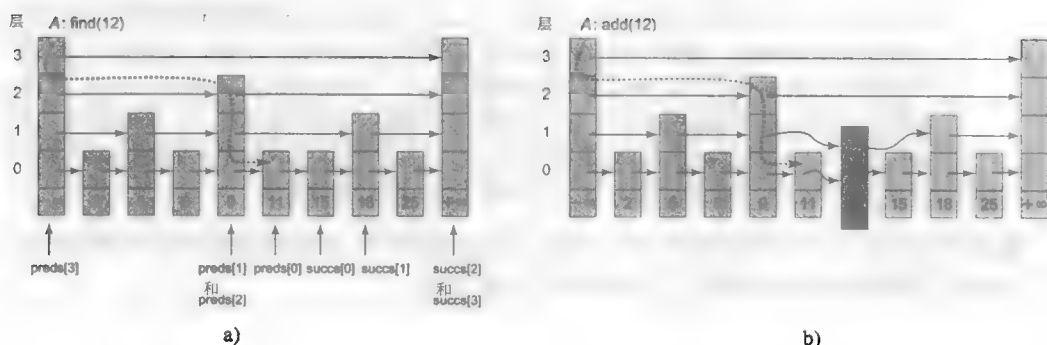 层 A: find(12)
3
2
1
0
11 15 18 25
preds[3] preds[1] preds[0] succs[0] succs[1] succs[2]
和 和
preds[2] succs[3]
a)
层 A: add(12)
3
2
1
0
2 9 11 15 18 25 +∞
b)